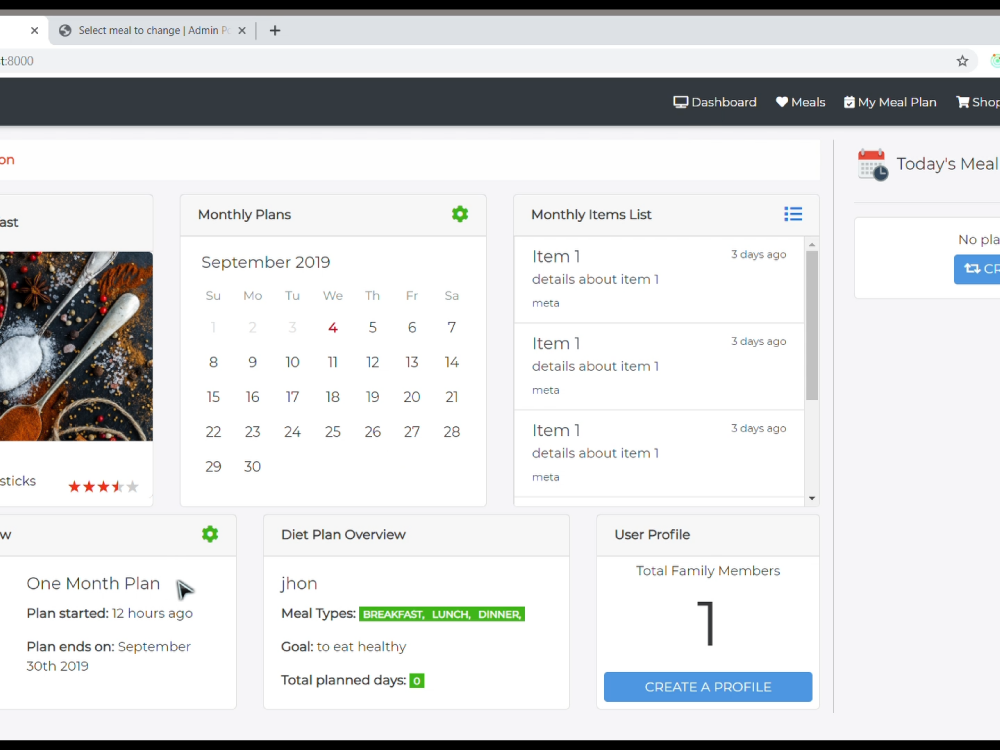 Select meal to change | Admin Po
t:8000
Dashboard Meals My Meal Plan Shop
on
Today's Meal
ast
Monthly Plans
September 2019
Su Mo Tu We Th Fr Sa
1 2 3 4 5 6 7
8 9 10 11 12 13 14
15 16 17 18 19 20 21
22 23 24 25 26 27 28
29 30
Monthly Items List
Item 1 3 days ago
details about item 1
meta
Item 1 3 days ago
details about item 1
meta
Item 1 3 days ago
details about item 1
meta
No pla
CR
sticks
w
One Month Plan
Plan started: 12 hours ago
Plan ends on: September
30th 2019
Diet Plan Overview
jhon
Meal Types: BREAKFAST, LUNCH, DINNER,
Goal: to eat healthy
Total planned days: 0
User Profile
Total Family Members
1
CREATE A PROFILE